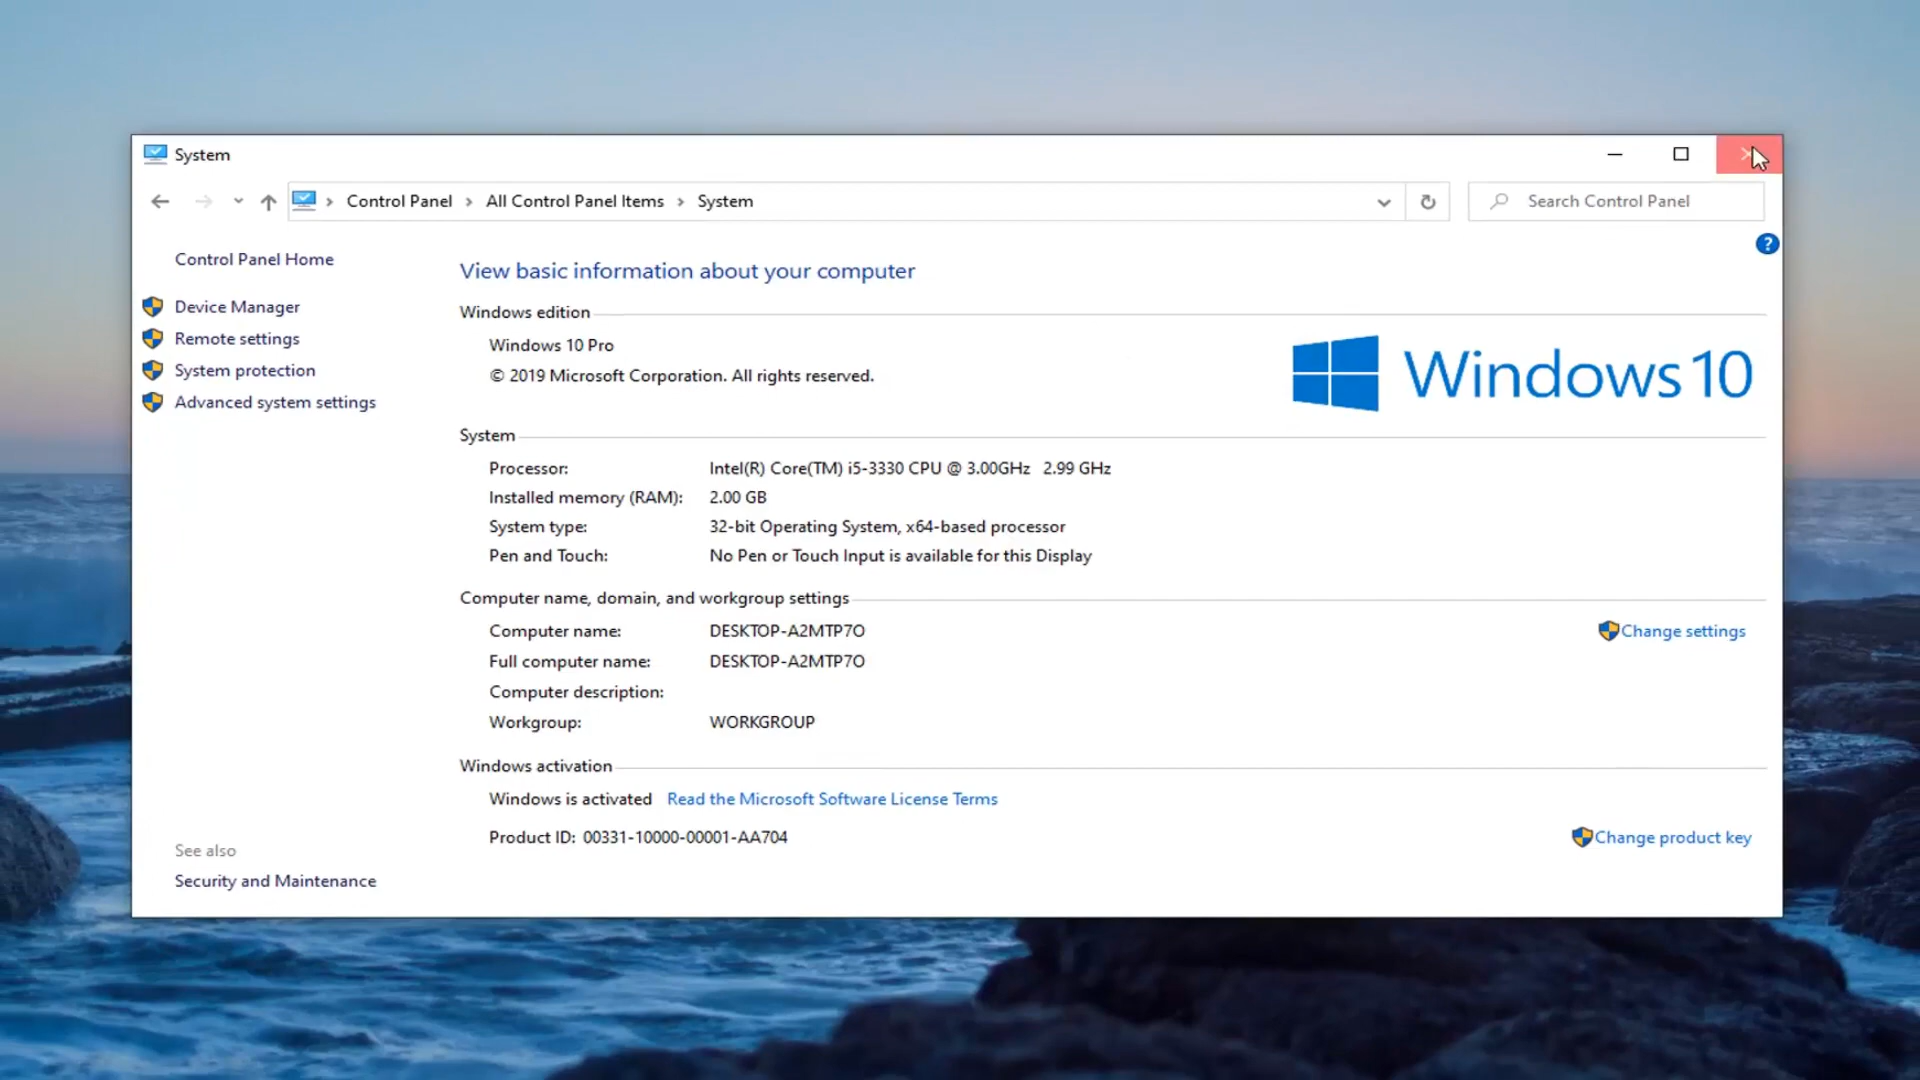 System
Control Panel > All Control Panel Items > System
Search Control Panel
?
Control Panel Home
Device Manager
Remote settings
System protection
Advanced system settings
View basic information about your computer
Windows edition
Windows 10 Pro
© 2019 Microsoft Corporation. All rights reserved.
Windows 10
System
Processor: Intel(R) Core(TM) i5-3330 CPU @ 3.00GHz 2.99 GHz
Installed memory (RAM): 2.00 GB
System type: 32-bit Operating System, x64-based processor
Pen and Touch: No Pen or Touch Input is available for this Display
Computer name, domain, and workgroup settings
Computer name: DESKTOP-A2MTP7O
Change settings
Full computer name: DESKTOP-A2MTP7O
Computer description:
Workgroup: WORKGROUP
Windows activation
Windows is activated Read the Microsoft Software License Terms
Product ID: 00331-10000-00001-AA704
Change product key
See also
Security and Maintenance